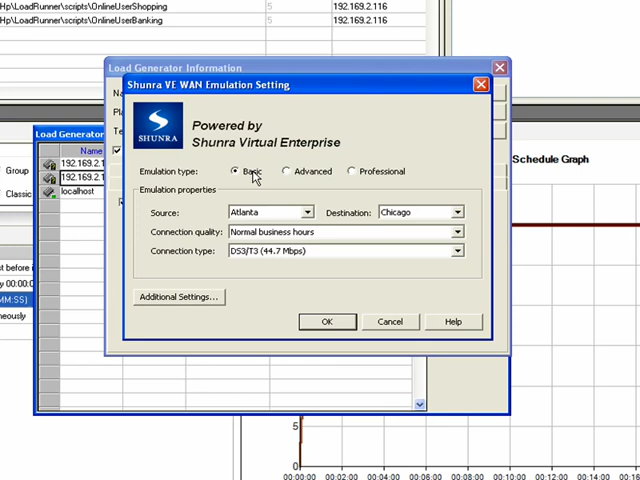 Hp\LoadRunner\scripts\OnlineUserShopping 5 192.169.2.116
Hp\LoadRunner\scripts\OnlineUserBanking 5 192.169.2.116
Load Generator Information
Shunra VE WAN Emulation Setting
SHUNRA
Powered by
Shunra Virtual Enterprise
Load Generator
Name
Schedule Graph
192.169.2.1
Group
Emulation type: Basic Advanced Professional
192.169.2.1
localhost
Classic
Emulation properties
Source: Atlanta Destination: Chicago
Connection quality: Normal business hours
Connection type: DS3/T3 (44.7 Mbps)
st before i
y 00:00:0
MM:SS)
neously
Additional Settings...
OK Cancel Help
5
0
00:00:00 00:02:00 00:04:00 00:06:00 00:08:00 00:10:00 00:12:00 00:14:00 00:16